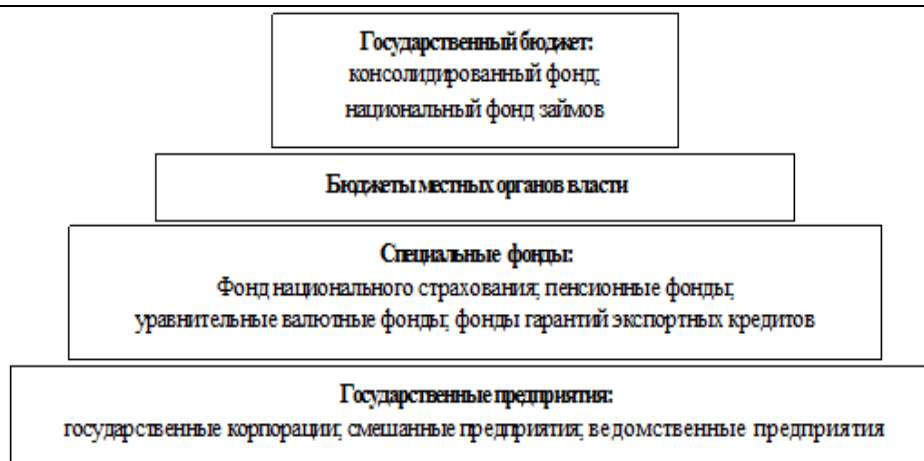 Государственный бюджет:
консолидированный фонд;
национальный фонд займов
Бюджеты местных органов власти
Специальные фонды:
Фонд национального страхования; пенсионные фонды;
уравнительные валютные фонды; фонды гарантий экспортных кредитов
Государственные предприятия:
государственные корпорации; смешанные предприятия; ведомственные предприятия